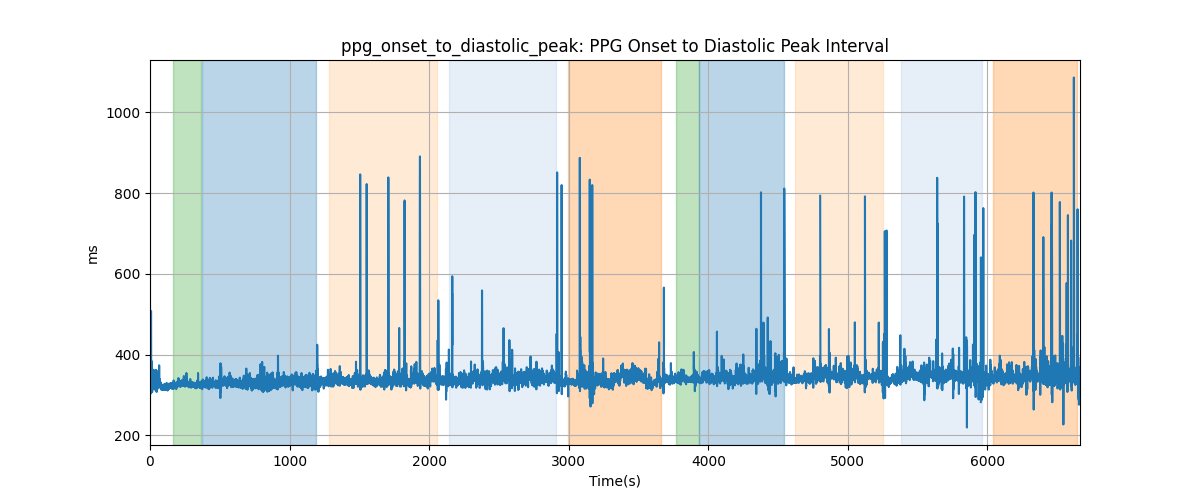 ppg_onset_to_diastolic_peak: PPG Onset to Diastolic Peak Interval
1000
800
600
400
200
ms
0 1000 2000 3000 4000 5000 6000
Time(s)